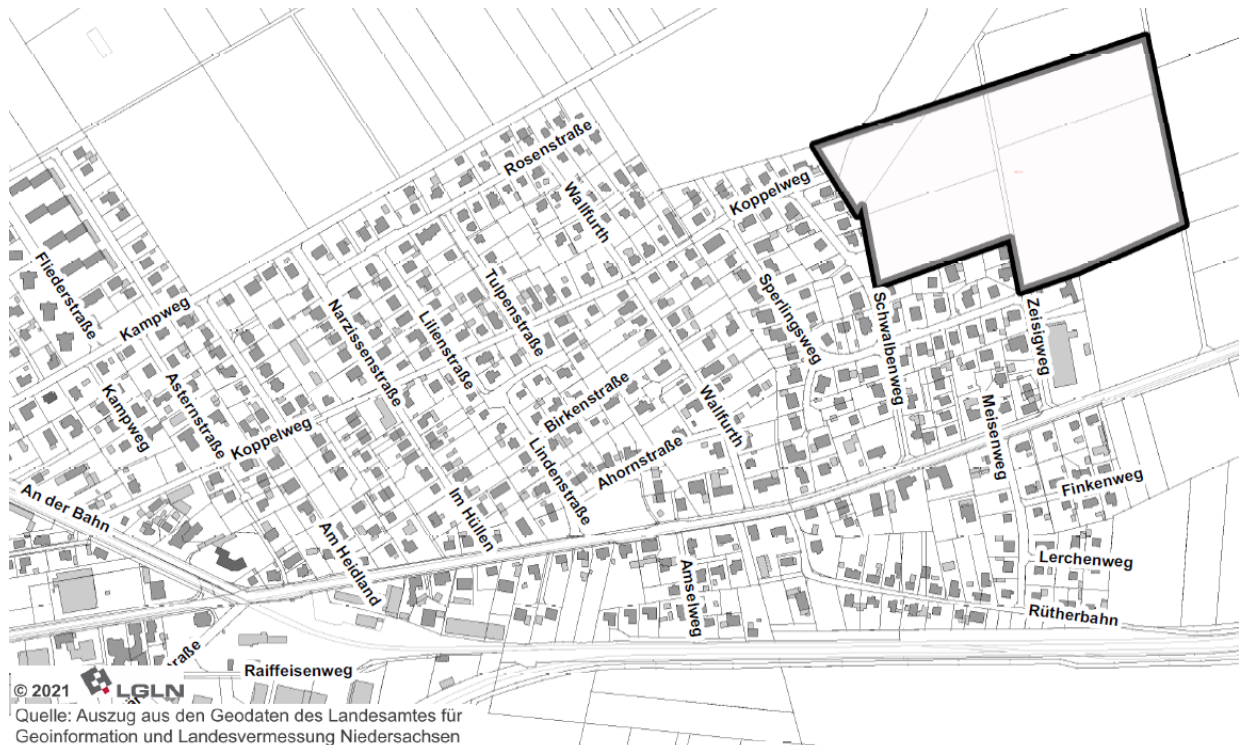 Rosenstraße
Wallfurth
Koppelweg
Fliederstraße
Kampweg
Tulpenstraße
Narzissenstraße
Lilienstraße
Sperlingsweg
Schwalbenweg
Zeisigweg
Kampweg
Asternstraße
Koppelweg
Birkenstraße
Wallfurth
Meisenweg
Lindenstraße
Ahornstraße
Finkenweg
An der Bahn
Am Heidland
Im Hüllen
Amselweg
Lerchenweg
Rütherbahn
Raiffeisenweg
© 2021 LGLN
Quelle: Auszug aus den Geodaten des Landesamtes für
Geoinformation und Landesvermessung Niedersachsen